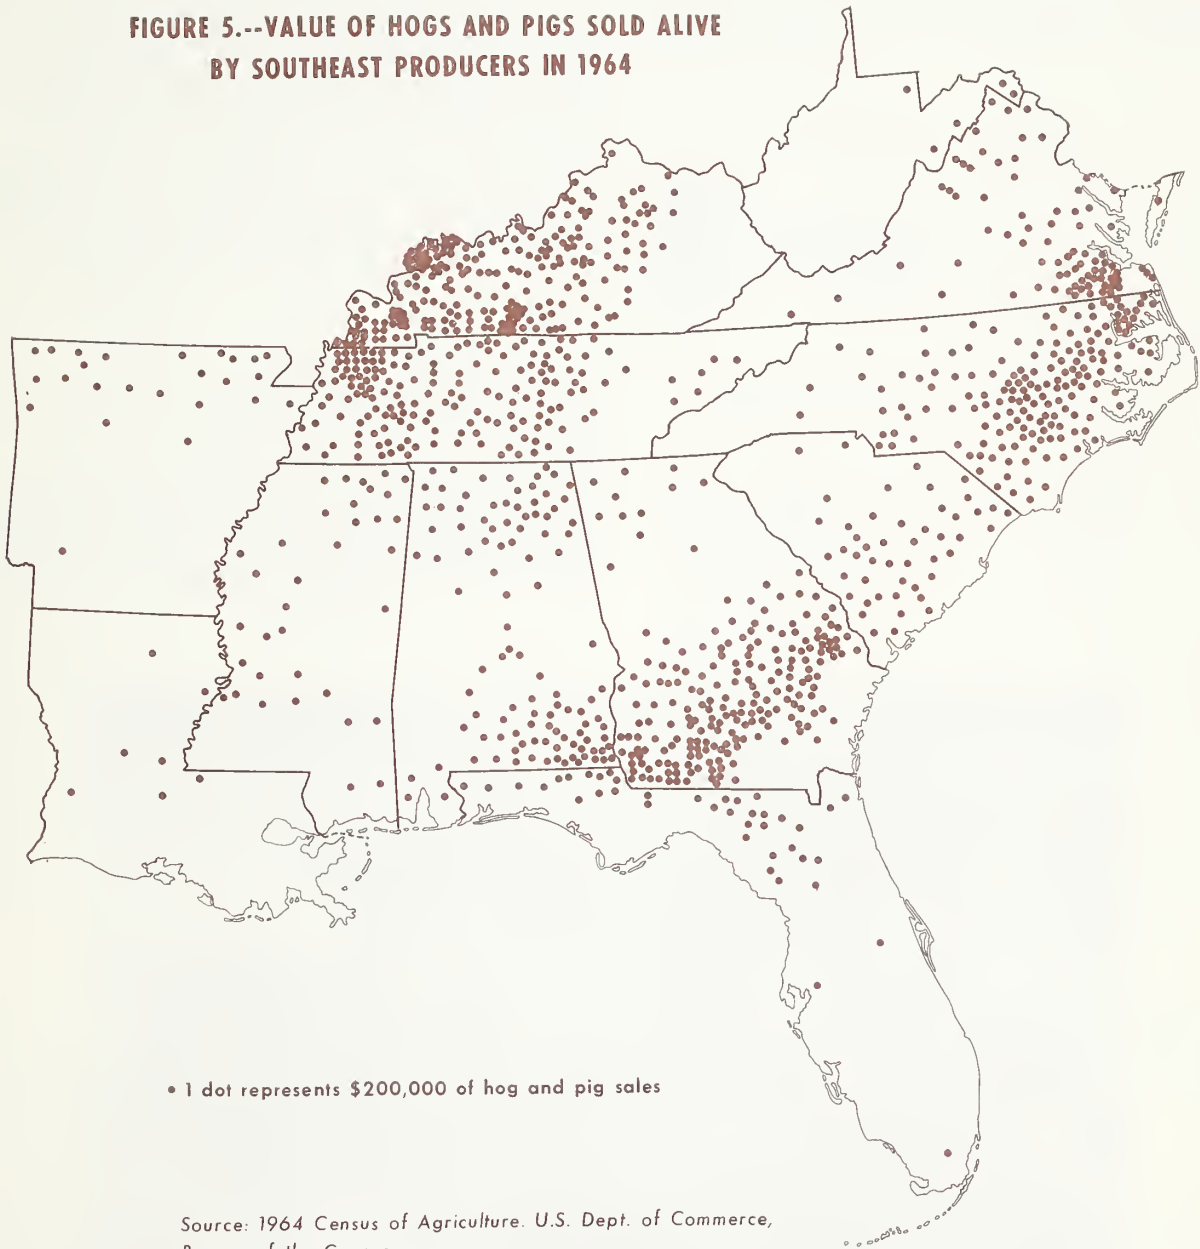 FIGURE 5.--VALUE OF HOGS AND PIGS SOLD ALIVE
BY SOUTHEAST PRODUCERS IN 1964
• 1 dot represents $200,000 of hog and pig sales
Source: 1964 Census of Agriculture. U.S. Dept. of Commerce,